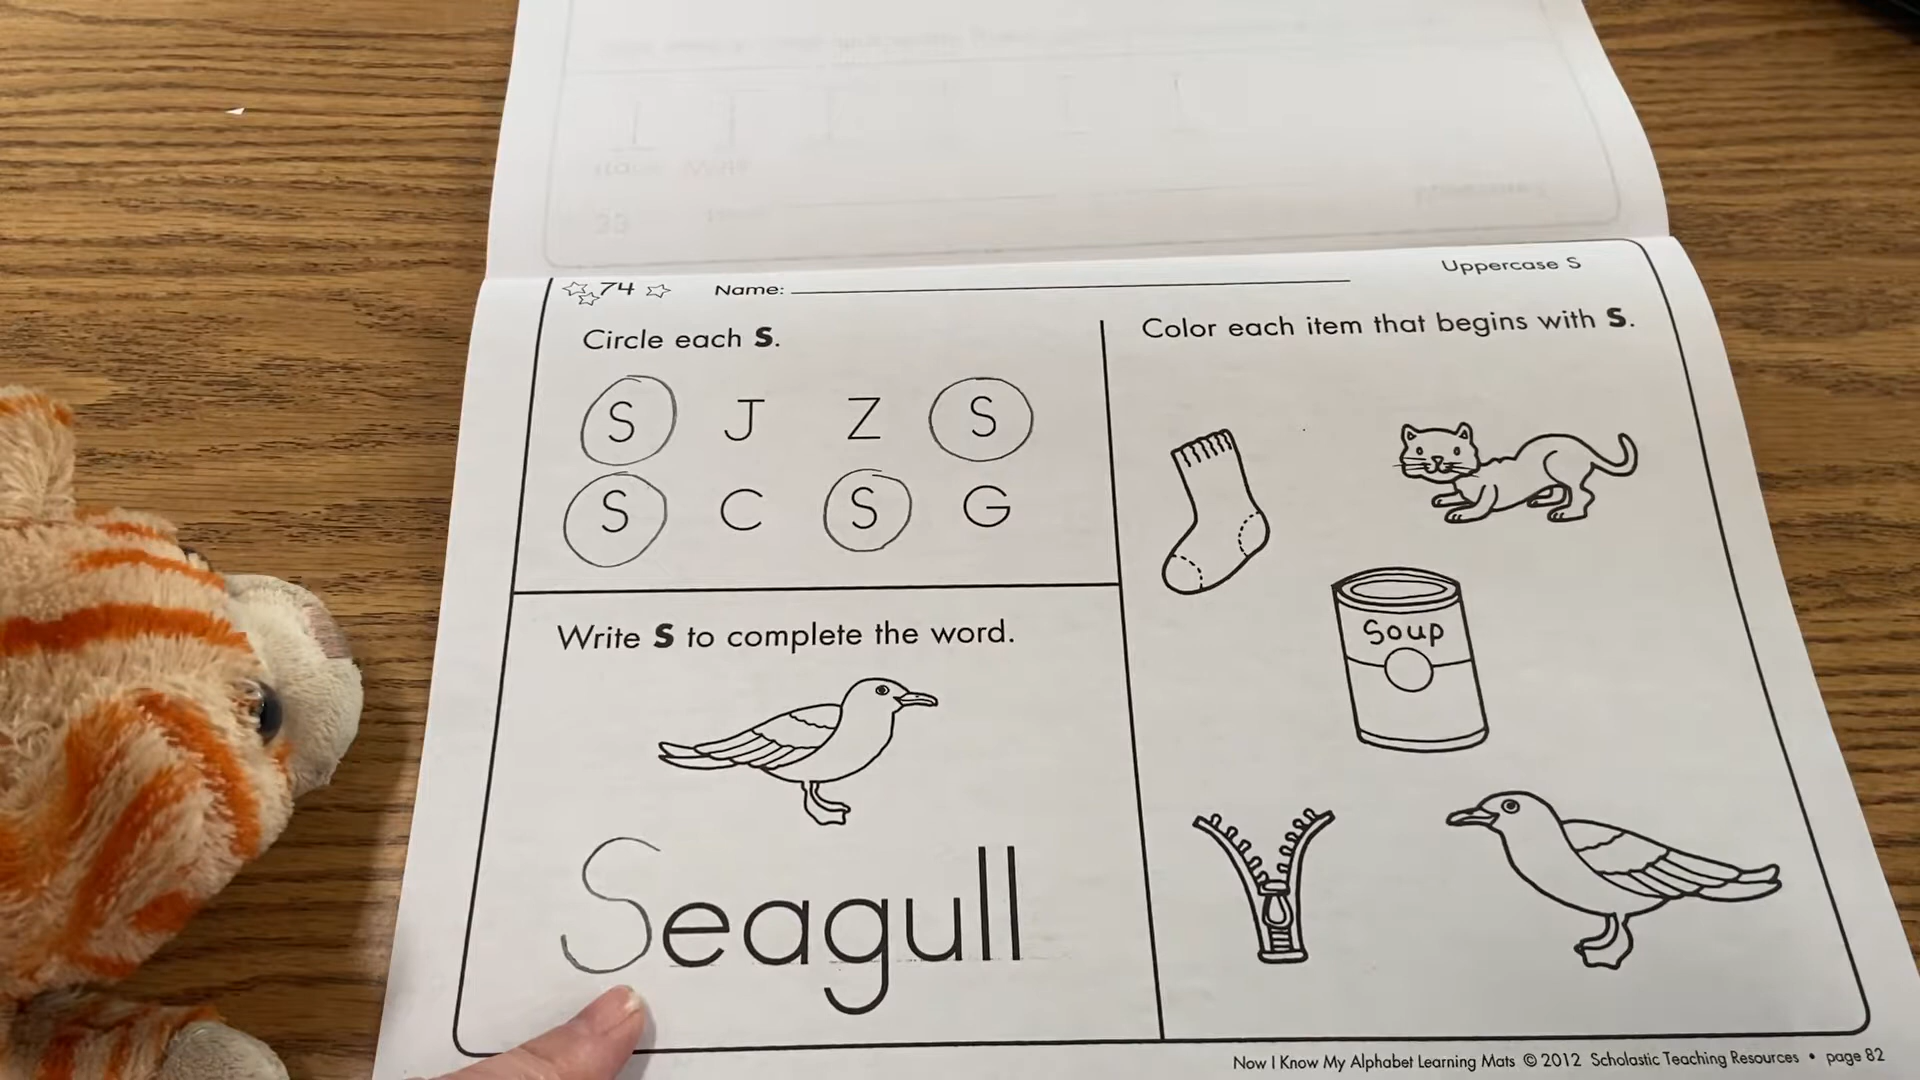 74 Name:
Uppercase S
Circle each S.
S J Z S
S C S G
Write S to complete the word.
Seagull
Color each item that begins with S.
Soup
Now I Know My Alphabet Learning Mats © 2012 Scholastic Teaching Resources • page 82